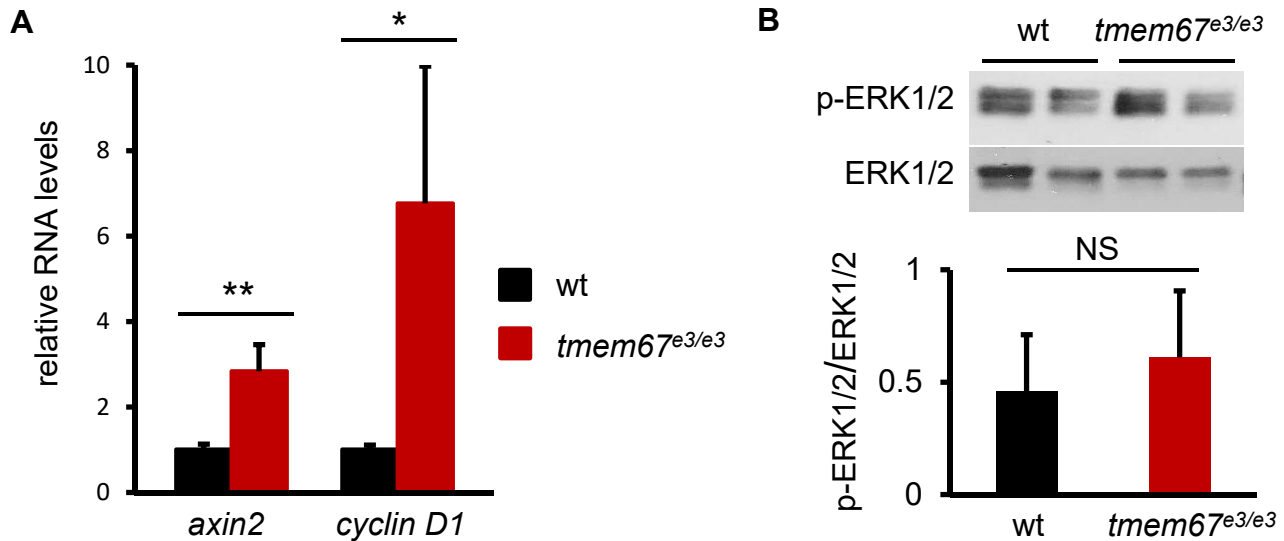 A
*
10
8
6
4
2
0
relative RNA levels
**
axin2
cyclin D1
wt
tmem67e3/e3
B
wt tmem67e3/e3
p-ERK1/2
ERK1/2
NS
1
0.5
0
p-ERK1/2/ERK1/2
wt tmem67e3/e3